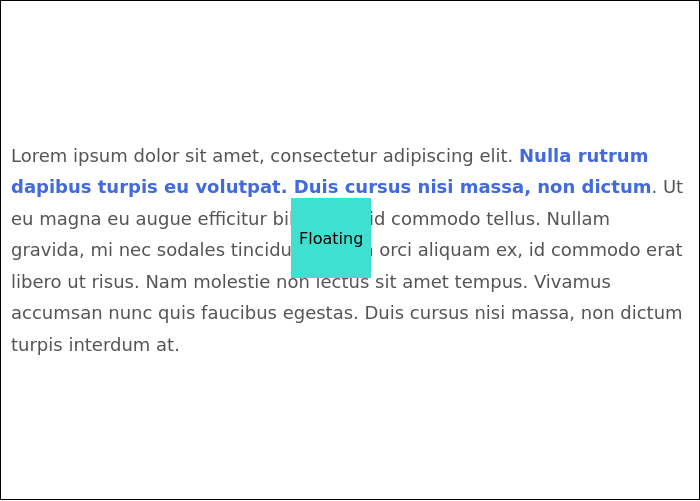 Lorem ipsum dolor sit amet, consectetur adipiscing elit. Nulla rutrum
dapibus turpis eu volutpat. Duis cursus nisi massa, non dictum. Ut
eu magna eu augue efficitur id commodo tellus. Nullam
Floating
gravida, mi nec sodales orci aliquam ex, id commodo erat
libero ut risus. Nam molestie non lectus sit amet tempus. Vivamus
accumsan nunc quis faucibus egestas. Duis cursus nisi massa, non dictum
turpis interdum at.